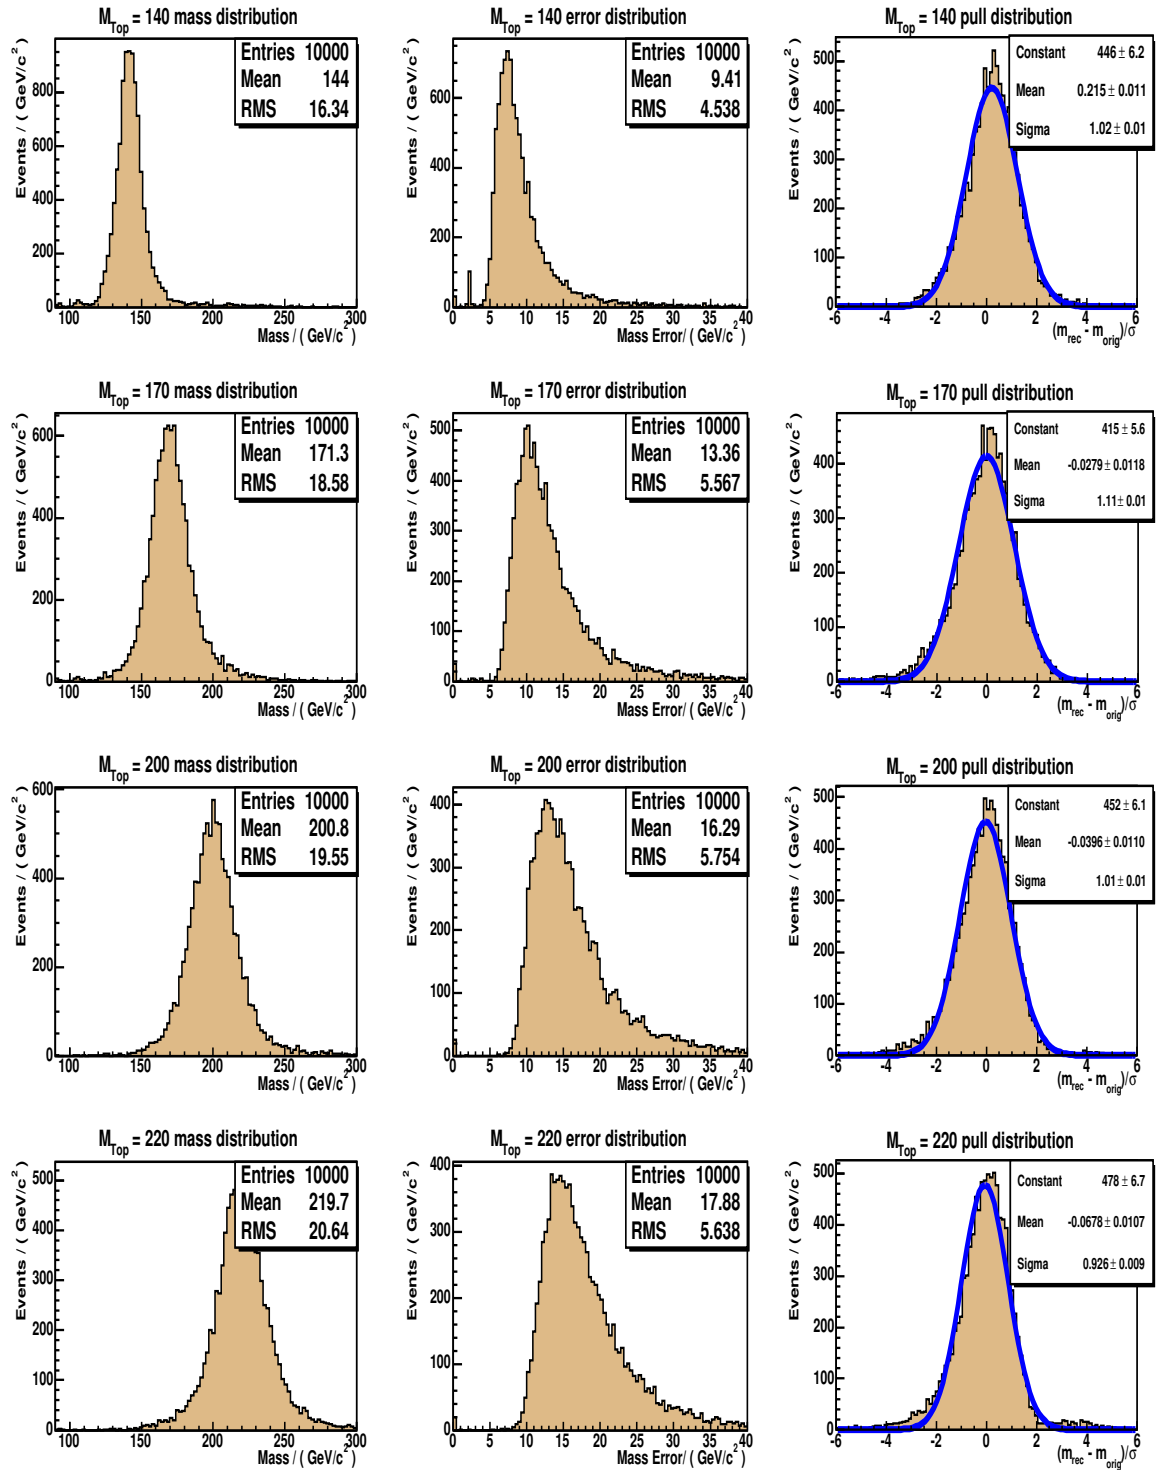 M_Top = 140 mass distribution
Events / ( GeV/c² )
800
600
400
200
0
100 150 200 250 300
Mass / ( GeV/c² )
Entries 10000
Mean 144
RMS 16.34
M_Top = 140 error distribution
Events / ( GeV/c² )
600
400
200
0
0 5 10 15 20 25 30 35 40
Mass Error/ ( GeV/c² )
Entries 10000
Mean 9.41
RMS 4.538
M_Top = 140 pull distribution
Events / ( GeV/c² )
500
400
300
200
100
0
-6 -4 -2 0 2 4 6
(m_rec - m_orig)/σ
Constant 446 ± 6.2
Mean 0.215 ± 0.011
Sigma 1.02 ± 0.01
M_Top = 170 mass distribution
Events / ( GeV/c² )
600
400
200
0
100 150 200 250 300
Mass / ( GeV/c² )
Entries 10000
Mean 171.3
RMS 18.58
M_Top = 170 error distribution
Events / ( GeV/c² )
500
400
300
200
100
0
0 5 10 15 20 25 30 35 40
Mass Error/ ( GeV/c² )
Entries 10000
Mean 13.36
RMS 5.567
M_Top = 170 pull distribution
Events / ( GeV/c² )
400
300
200
100
0
-6 -4 -2 0 2 4 6
(m_rec - m_orig)/σ
Constant 415 ± 5.6
Mean -0.0279 ± 0.0118
Sigma 1.11 ± 0.01
M_Top = 200 mass distribution
Events / ( GeV/c² )
600
400
200
0
100 150 200 250 300
Mass / ( GeV/c² )
Entries 10000
Mean 200.8
RMS 19.55
M_Top = 200 error distribution
Events / ( GeV/c² )
400
300
200
100
0
0 5 10 15 20 25 30 35 40
Mass Error/ ( GeV/c² )
Entries 10000
Mean 16.29
RMS 5.754
M_Top = 200 pull distribution
Events / ( GeV/c² )
500
400
300
200
100
0
-6 -4 -2 0 2 4 6
(m_rec - m_orig)/σ
Constant 452 ± 6.1
Mean -0.0396 ± 0.0110
Sigma 1.01 ± 0.01
M_Top = 220 mass distribution
Events / ( GeV/c² )
500
400
300
200
100
0
100 150 200 250 300
Mass / ( GeV/c² )
Entries 10000
Mean 219.7
RMS 20.64
M_Top = 220 error distribution
Events / ( GeV/c² )
400
300
200
100
0
0 5 10 15 20 25 30 35 40
Mass Error/ ( GeV/c² )
Entries 10000
Mean 17.88
RMS 5.638
M_Top = 220 pull distribution
Events / ( GeV/c² )
500
400
300
200
100
0
-6 -4 -2 0 2 4 6
(m_rec - m_orig)/σ
Constant 478 ± 6.7
Mean -0.0678 ± 0.0107
Sigma 0.926 ± 0.009